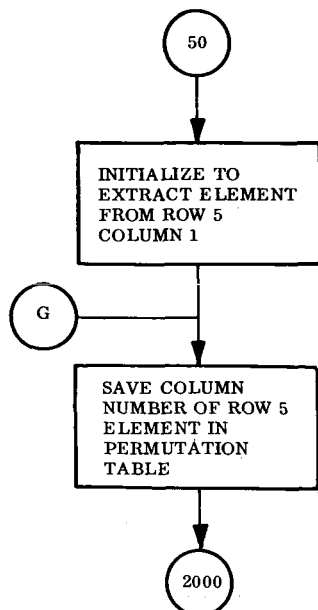 50
INITIALIZE TO
EXTRACT ELEMENT
FROM ROW 5
COLUMN 1
G
SAVE COLUMN
NUMBER OF ROW 5
ELEMENT IN
PERMUTATION
TABLE
2000